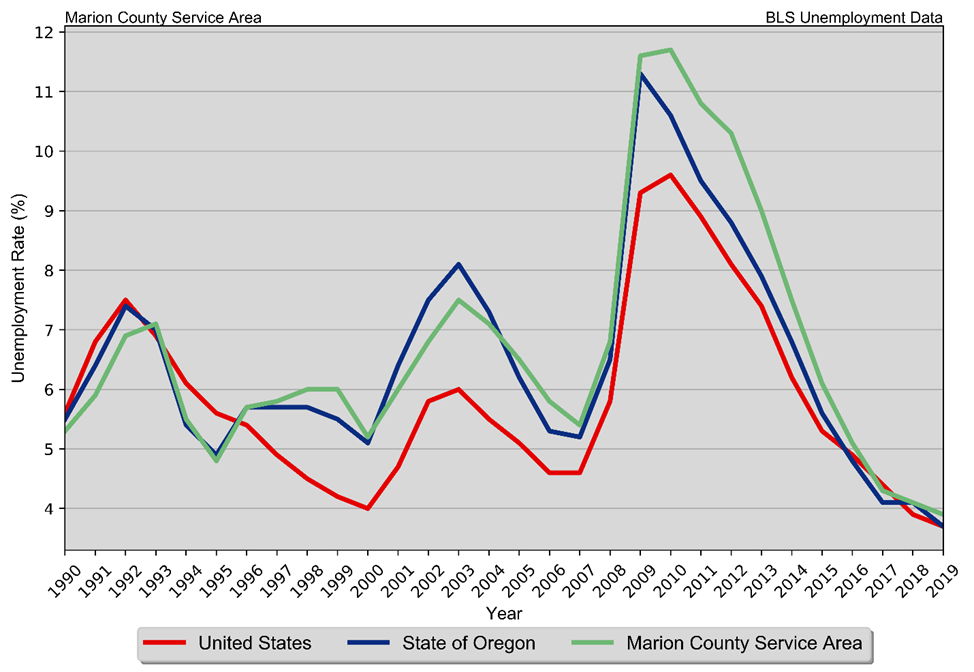 Marion County Service Area BLS Unemployment Data
12
11
10
9
8
7
6
5
4
Unemployment Rate (%)
1990 1991 1992 1993 1994 1995 1996 1997 1998 1999 2000 2001 2002 2003 2004 2005 2006 2007 2008 2009 2010 2011 2012 2013 2014 2015 2016 2017 2018 2019
Year
United States State of Oregon Marion County Service Area